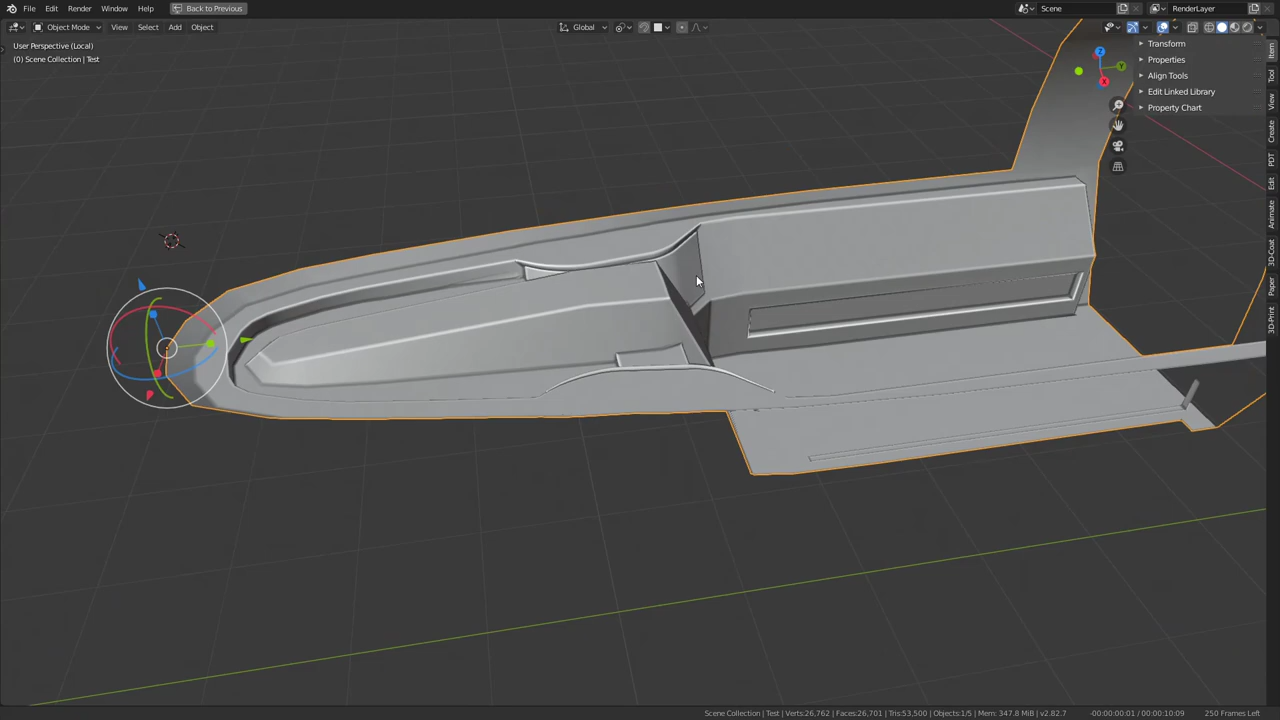 File Edit Render Window Help Back to Previous Scene RenderLayer
Object Mode View Select Add Object Global
User Perspective (Local)
(0) Scene Collection | Test
Transform
Properties
Align Tools
Edit Linked Library
Property Chart
Z
Y
X
Item
Tool
View
Create
PDT
Edit
Animate
3D-Coat
Paper
3D-Print
Scene Collection | Test | Verts:26,762 | Faces:26,701 | Tris:53,500 | Objects:1/5 | Mem: 347.8 MiB | v2.82.7 -00:00:00:01 / 00:00:10:09 250 Frames Left